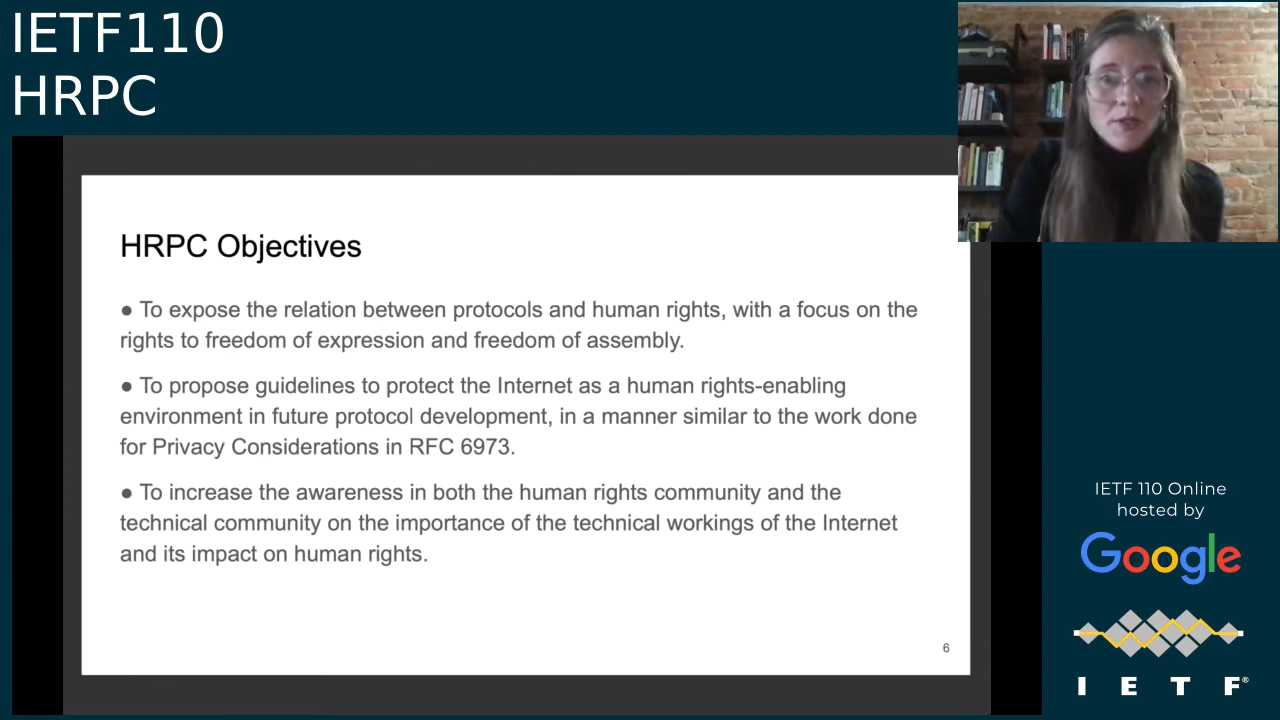 IETF110
HRPC
HRPC Objectives
● To expose the relation between protocols and human rights, with a focus on the
rights to freedom of expression and freedom of assembly.
● To propose guidelines to protect the Internet as a human rights-enabling
environment in future protocol development, in a manner similar to the work done
for Privacy Considerations in RFC 6973.
● To increase the awareness in both the human rights community and the
technical community on the importance of the technical workings of the Internet
and its impact on human rights.
6
IETF 110 Online
hosted by
Google
I E T F®